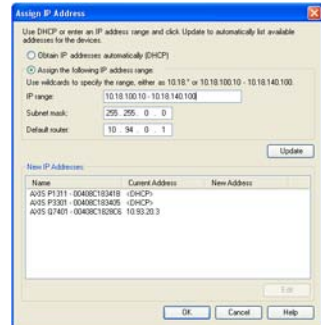 Assign IP Address
Use DHCP or enter an IP address range and click Update to automatically list available
addresses for the devices.
Obtain IP addresses automatically (DHCP)
Assign the following IP address range:
Use wildcards to specify the range, either as 10.18.* or 10.18.100.10 - 10.18.140.100.
IP range: 10.18.100.10 - 10.18.140.100
Subnet mask: 255 . 255 . 0 . 0
Default router: 10 . 94 . 0 . 1
Update
New IP Addresses
Name Current Address New Address
AXIS P1311 - 00408C18341B <DHCP>
AXIS P3301 - 00408C183405 <DHCP>
AXIS Q7401 - 00408C1828C6 10.93.20.3
Edit
OK Cancel Help